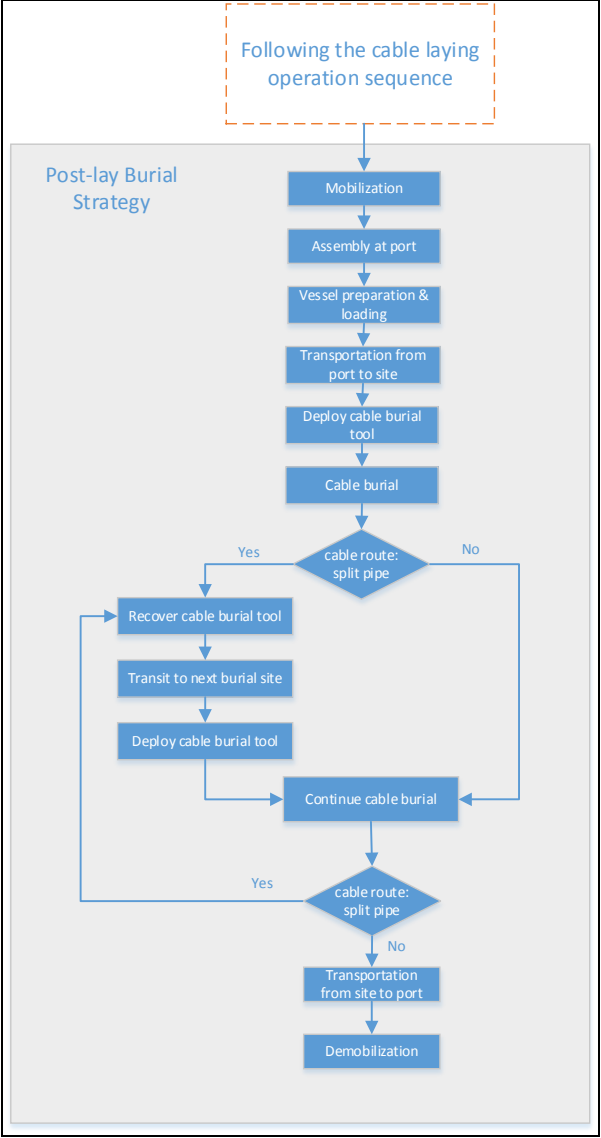 Following the cable laying
operation sequence
Post-lay Burial
Strategy
Mobilization
Assembly at port
Vessel preparation &
loading
Transportation from
port to site
Deploy cable burial
tool
Cable burial
cable route:
split pipe
Yes
No
Recover cable burial tool
Transit to next burial site
Deploy cable burial tool
Continue cable burial
cable route:
split pipe
Yes
No
Transportation
from site to port
Demobilization